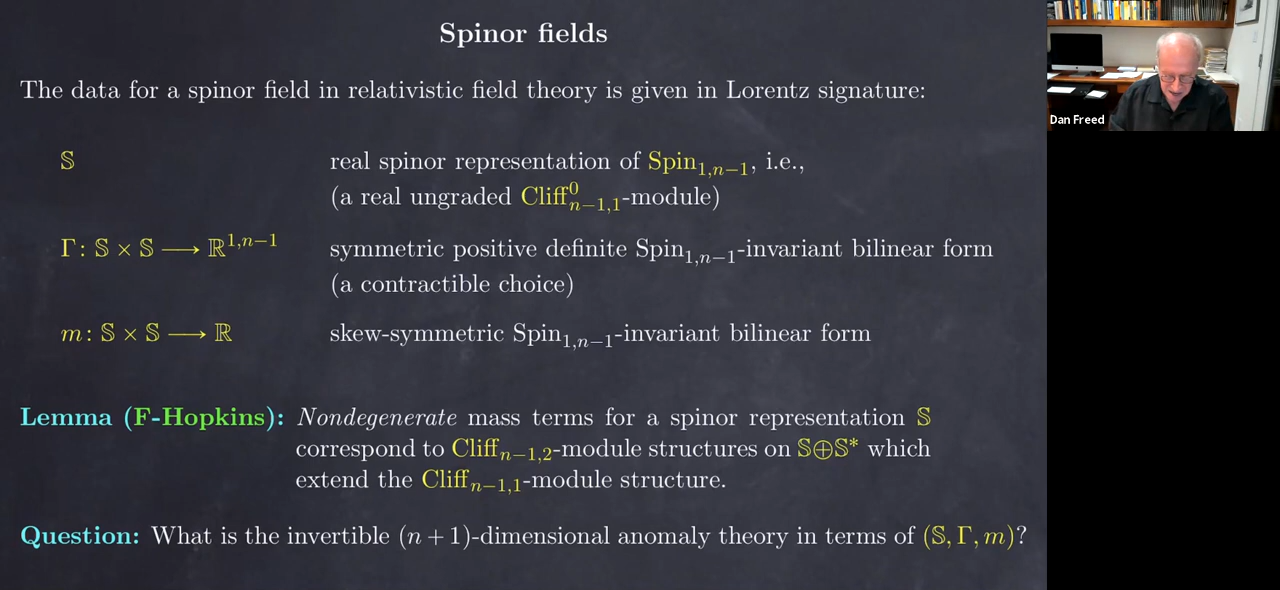 Spinor fields
The data for a spinor field in relativistic field theory is given in Lorentz signature:
𝕊 real spinor representation of Spin₁,ₙ₋₁, i.e.,
(a real ungraded Cliff⁰ₙ₋₁,₁-module)
Γ: 𝕊 × 𝕊 ⟶ ℝ¹,ⁿ⁻¹ symmetric positive definite Spin₁,ₙ₋₁-invariant bilinear form
(a contractible choice)
m: 𝕊 × 𝕊 ⟶ ℝ skew-symmetric Spin₁,ₙ₋₁-invariant bilinear form
Lemma (F-Hopkins): Nondegenerate mass terms for a spinor representation 𝕊
correspond to Cliffₙ₋₁,₂-module structures on 𝕊⊕𝕊* which
extend the Cliffₙ₋₁,₁-module structure.
Question: What is the invertible (n + 1)-dimensional anomaly theory in terms of (𝕊, Γ, m)?
Dan Freed